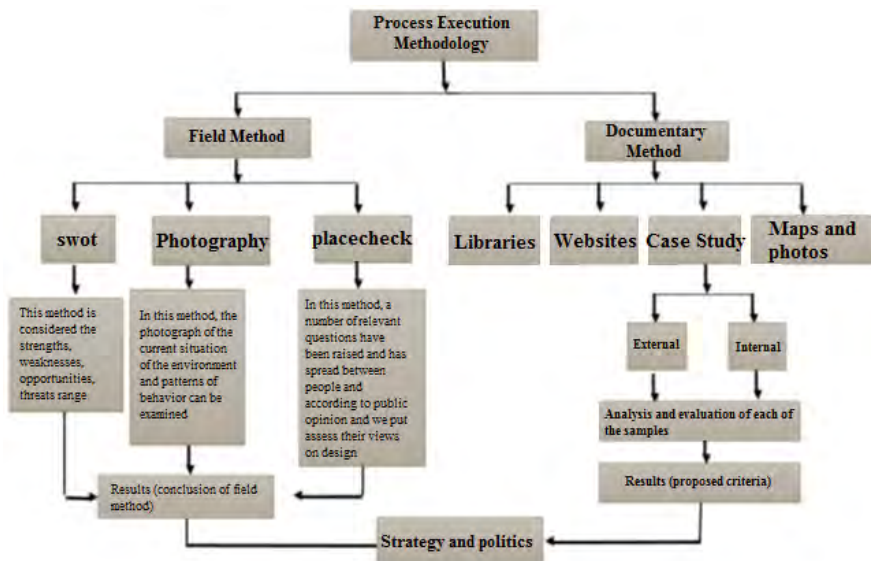 Process Execution
Methodology
Field Method
Documentary
Method
swot
Photography
placecheck
Libraries
Websites
Case Study
Maps and
photos
This method is
considered the
strengths,
weaknesses,
opportunities,
threats range
In this method, the
photograph of the
current situation
of the environment
and patterns of
behavior can be
examined
In this method, a
number of relevant
questions have
been raised and has
spread between
people and
according to public
opinion and we put
assess their views
on design
External
Internal
Analysis and evaluation of each of
the samples
Results (conclusion of field
method)
Results (proposed criteria)
Strategy and politics